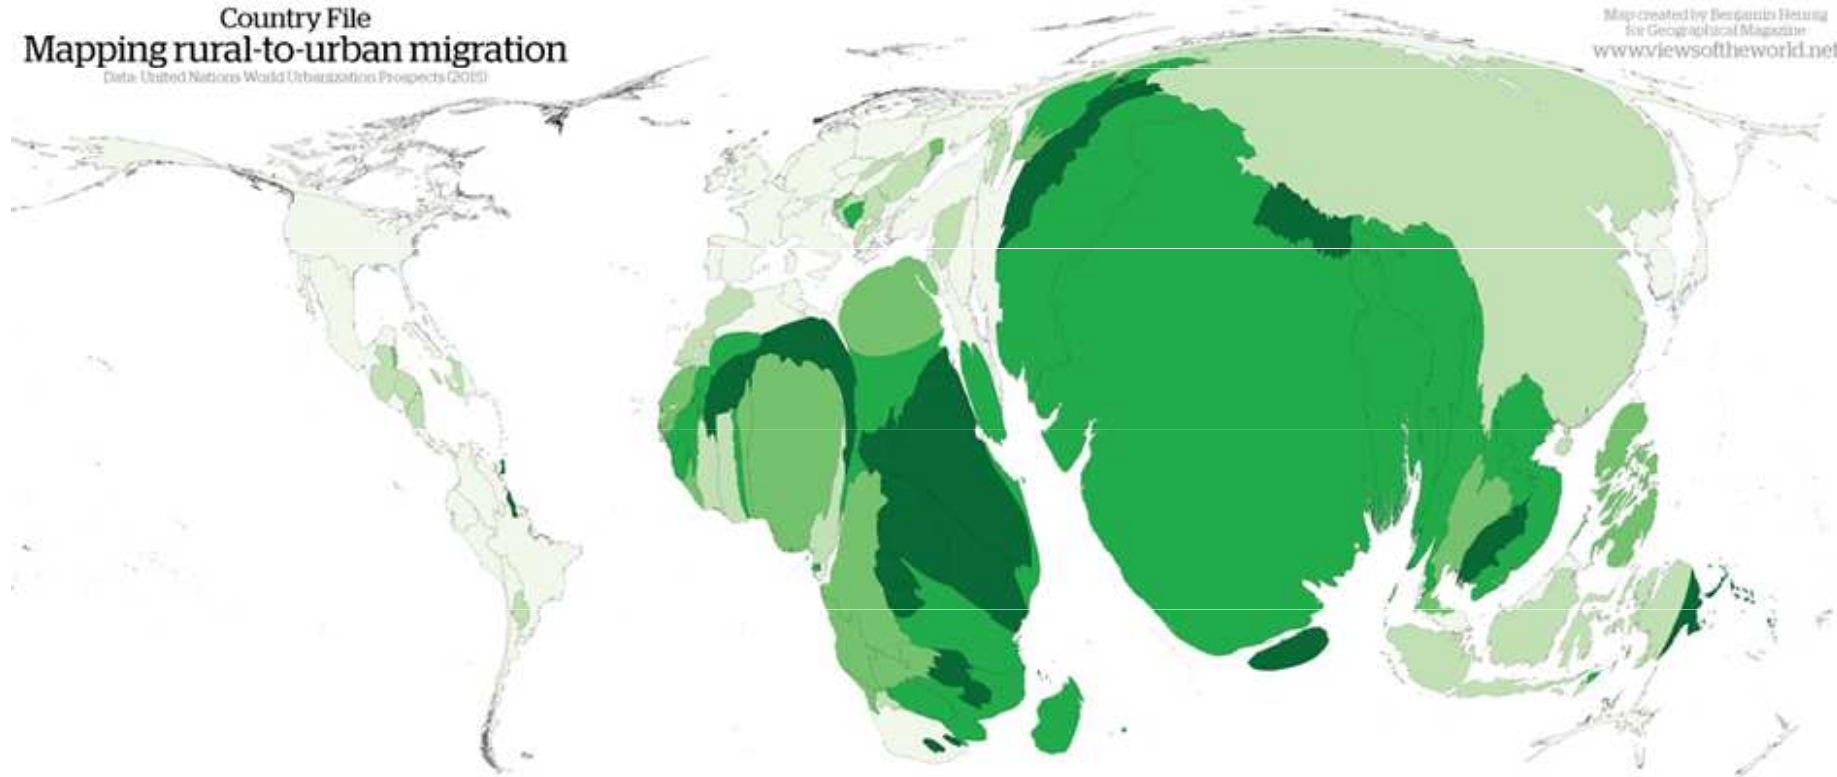 Country File
Mapping rural-to-urban migration
Data: United Nations World Urbanization Prospects (2015)
Map created by Benjamin Hennig
for Geographical Magazine
www.viewsoftheworld.net